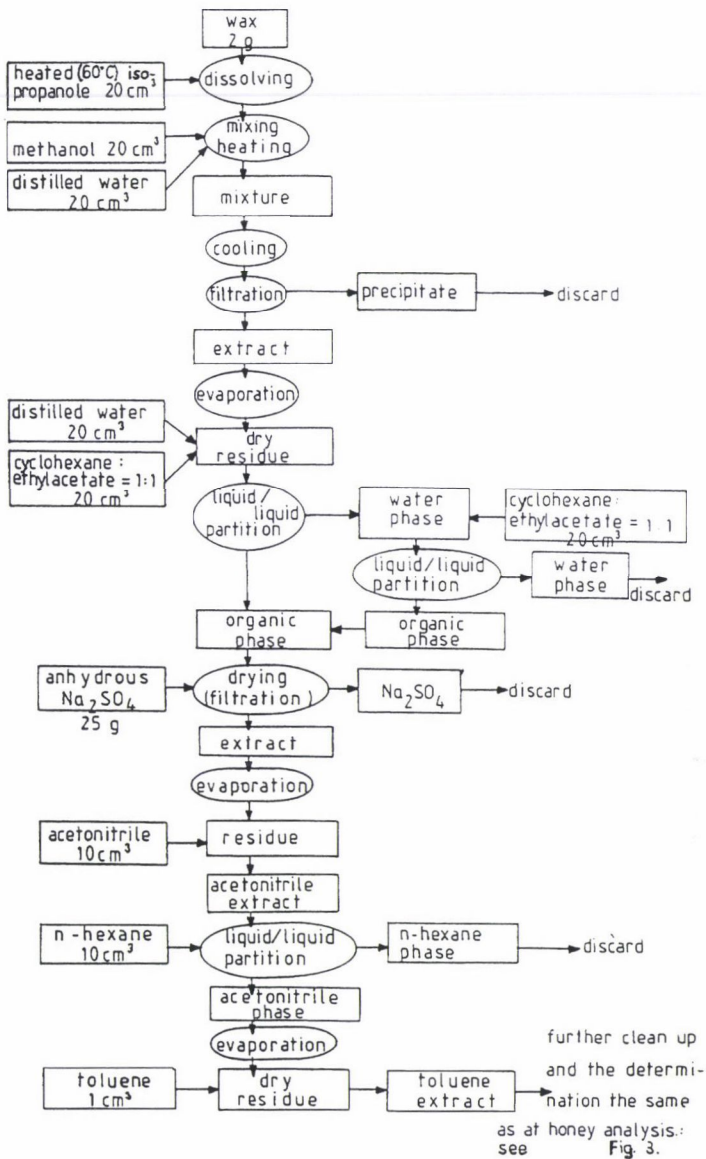 wax
2 g
heated (60°C) iso-
propanole 20 cm³
dissolving
methanol 20 cm³
mixing
heating
distilled water
20 cm³
mixture
cooling
filtration
precipitate
discard
extract
evaporation
distilled water
20 cm³
cyclohexane :
ethylacetate = 1:1
20 cm³
dry
residue
liquid/
liquid
partition
water
phase
cyclohexane:
ethylacetate = 1:1
20 cm³
liquid/liquid
partition
water
phase
discard
organic
phase
organic
phase
anhydrous
Na₂SO₄
25 g
drying
(filtration)
Na₂SO₄
discard
extract
evaporation
acetonitrile
10 cm³
residue
acetonitrile
extract
n-hexane
10 cm³
liquid/liquid
partition
n-hexane
phase
discard
acetonitrile
phase
evaporation
toluene
1 cm³
dry
residue
toluene
extract
further clean up
and the determi-
nation the same
as at honey analysis.:
see Fig. 3.